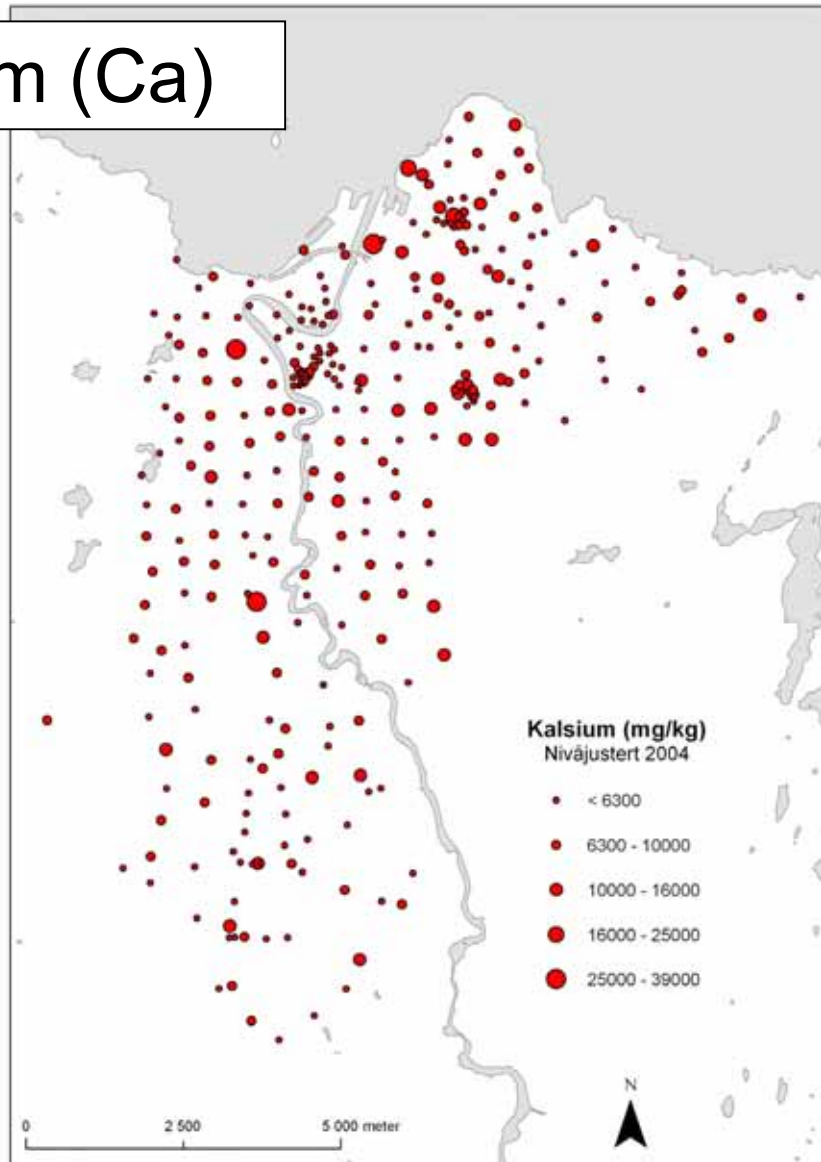 m (Ca)
Kalsium (mg/kg)
Nivåjustert 2004
< 6300
6300 - 10000
10000 - 16000
16000 - 25000
25000 - 39000
N
0 2 500 5 000 meter